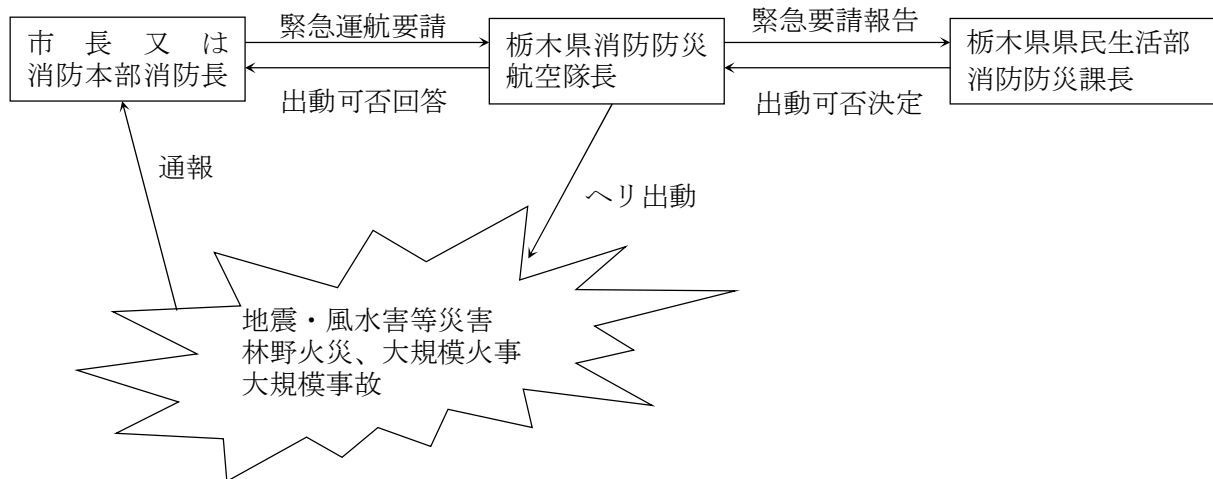 市長又は
消防本部消防長
緊急運航要請
出動可否回答
栃木県消防防災
航空隊長
緊急要請報告
出動可否決定
栃木県県民生活部
消防防災課長
通報
ヘリ出動
地震・風水害等災害
林野火災、大規模火事
大規模事故